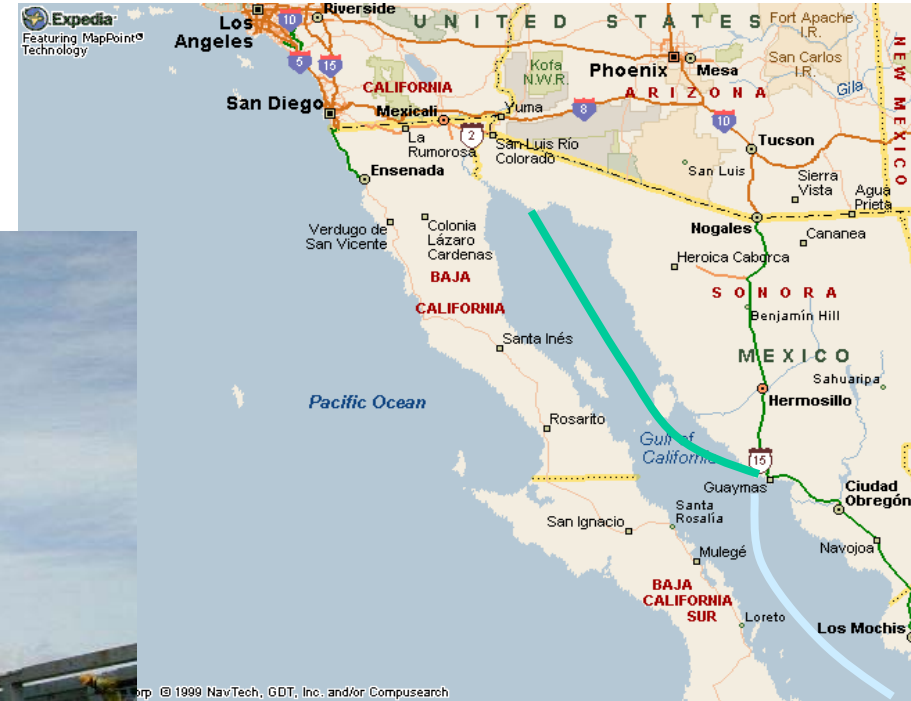 Expedia
Featuring MapPoint®
Technology
Los
Angeles
Riverside
10
5
15
U N I T E D S T A T E S
Fort Apache
I.R.
San Carlos
I.R.
Kofa
N.W.R.
Phoenix
Mesa
A R I Z O N A
Gila
NEW MEXICO
CALIFORNIA
San Diego
Mexicali
Yuma
8
10
2
La
Rumorosa
San Luis Río
Colorado
Tucson
San Luis
Sierra
Vista
Agua
Prieta
Ensenada
Verdugo de
San Vicente
Colonia
Lázaro
Cardenas
Nogales
Cananea
Heroica Caborca
BAJA
CALIFORNIA
S O N O R A
Benjamín Hill
Santa Inés
MEXICO
Sahuaripa
Hermosillo
Pacific Ocean
Rosarito
Gulf of
California
15
Guaymas
Ciudad
Obregón
Santa
Rosalía
San Ignacio
Navojoa
Mulegé
BAJA
CALIFORNIA
SUR
Loreto
Los Mochis
orp © 1999 NavTech, GDT, Inc. and/or Compusearch